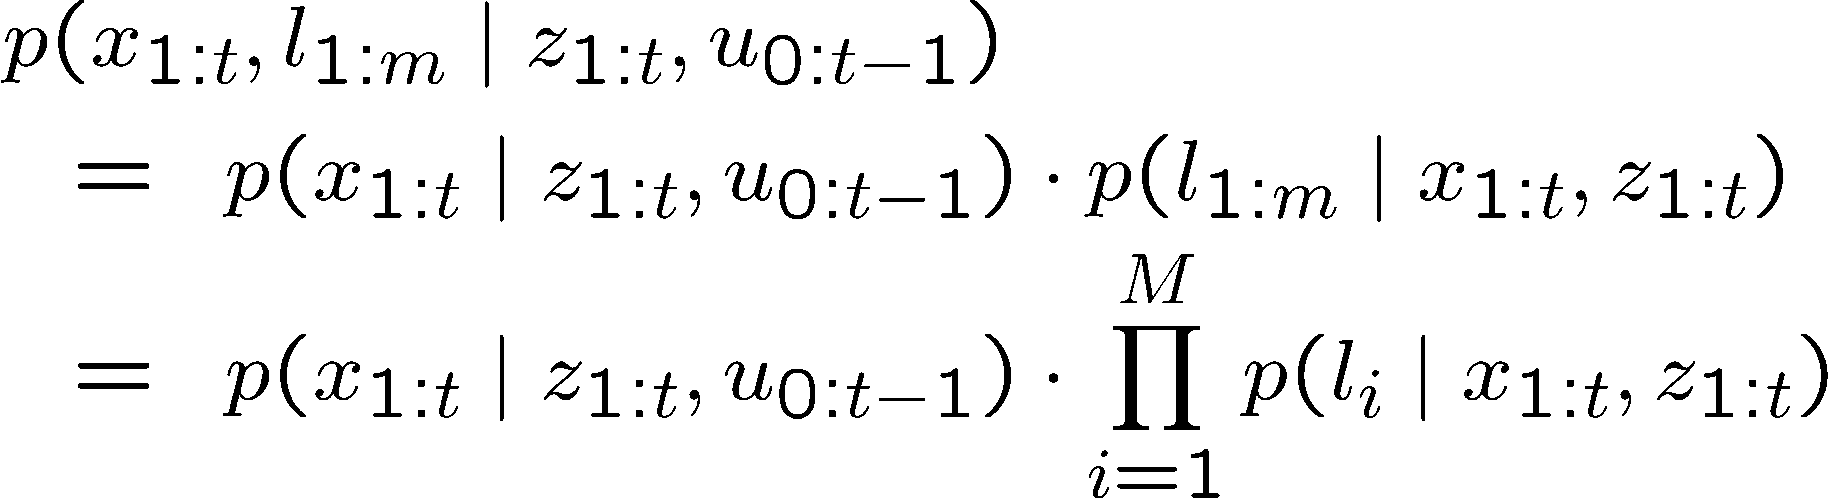 p(x_{1:t}, l_{1:m} | z_{1:t}, u_{0:t−1})
= p(x_{1:t} | z_{1:t}, u_{0:t−1}) · p(l_{1:m} | x_{1:t}, z_{1:t})
= p(x_{1:t} | z_{1:t}, u_{0:t−1}) · ∏_{i=1}^{M} p(l_i | x_{1:t}, z_{1:t})